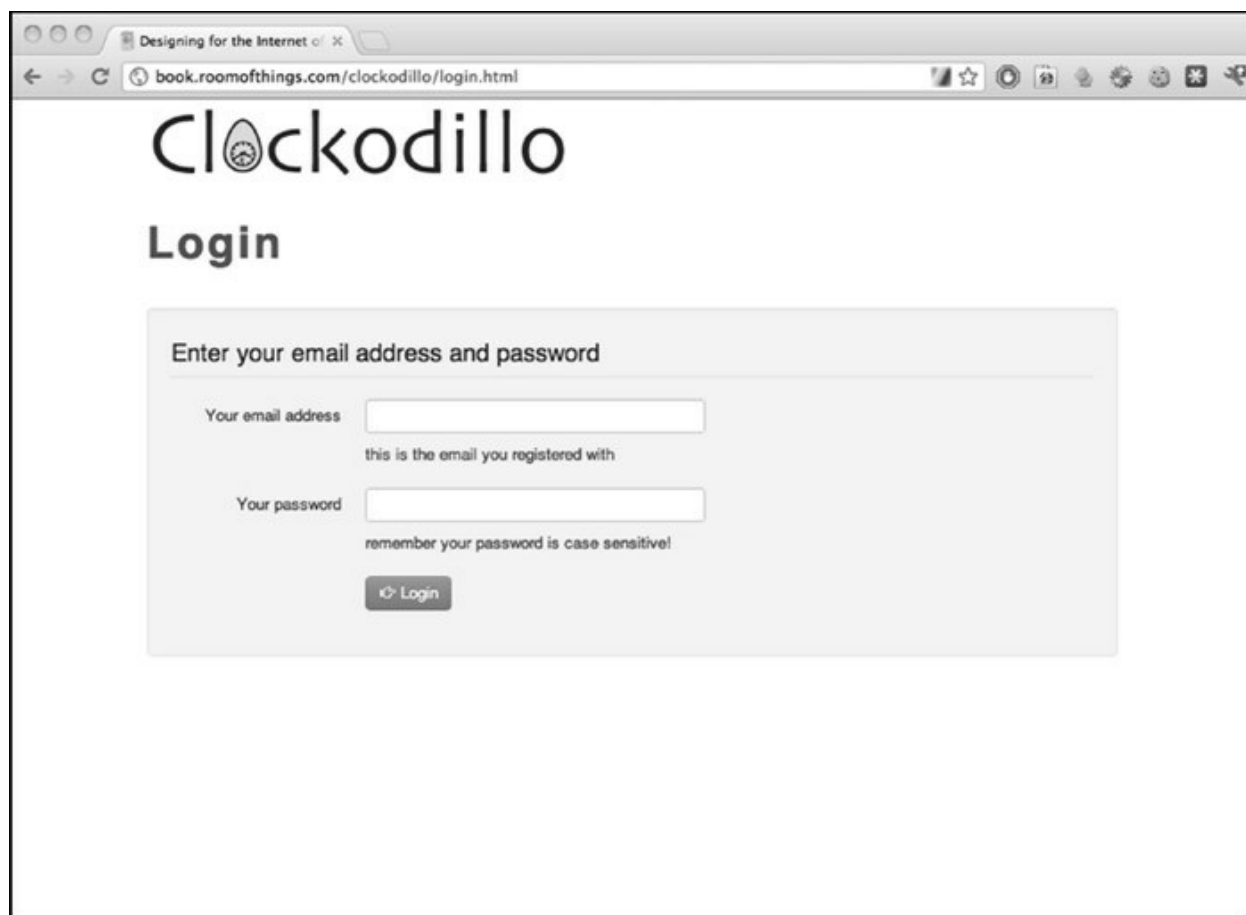 Designing for the Internet of
book.roomofthings.com/clockodillo/login.html
Clockodillo
Login
Enter your email address and password
Your email address
this is the email you registered with
Your password
remember your password is case sensitive!
Login